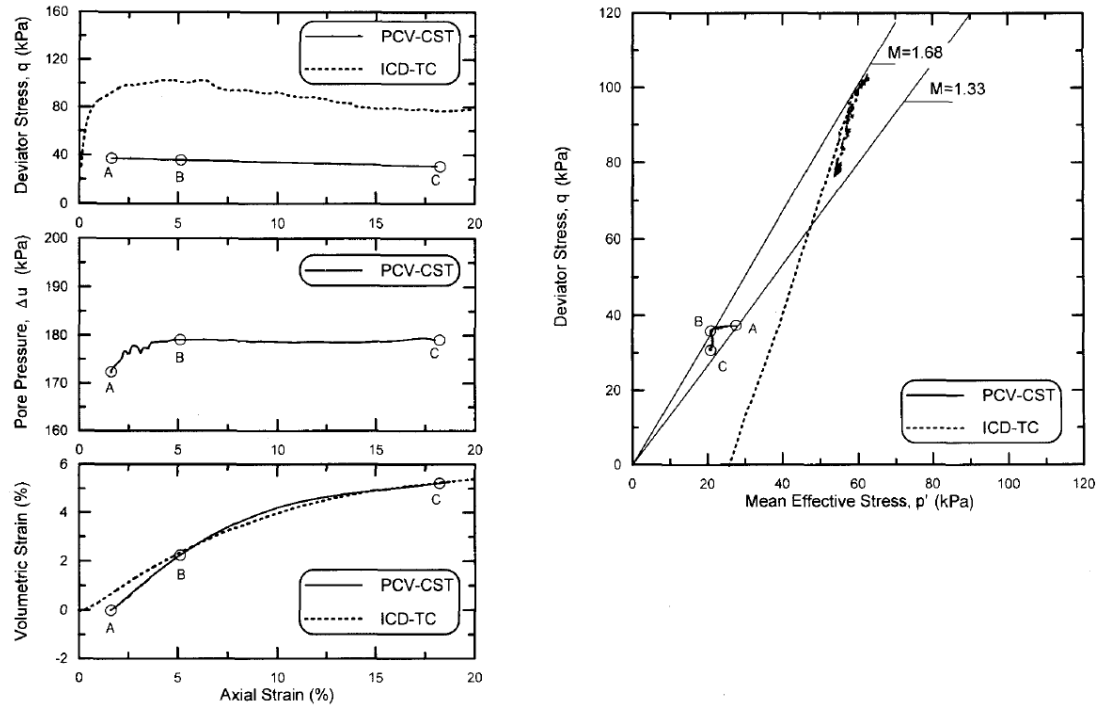 160
120
80
40
0
Deviator Stress, q (kPa)
PCV-CST
ICD-TC
A
B
C
0
5
10
15
20
200
190
180
170
160
Pore Pressure, Δu (kPa)
PCV-CST
A
B
C
0
5
10
15
20
6
4
2
0
-2
Volumetric Strain (%)
PCV-CST
ICD-TC
A
B
C
0
5
10
15
20
Axial Strain (%)
120
100
80
60
40
20
0
Deviator Stress, q (kPa)
M=1.68
M=1.33
B
A
C
PCV-CST
ICD-TC
0
20
40
60
80
100
120
Mean Effective Stress, p' (kPa)